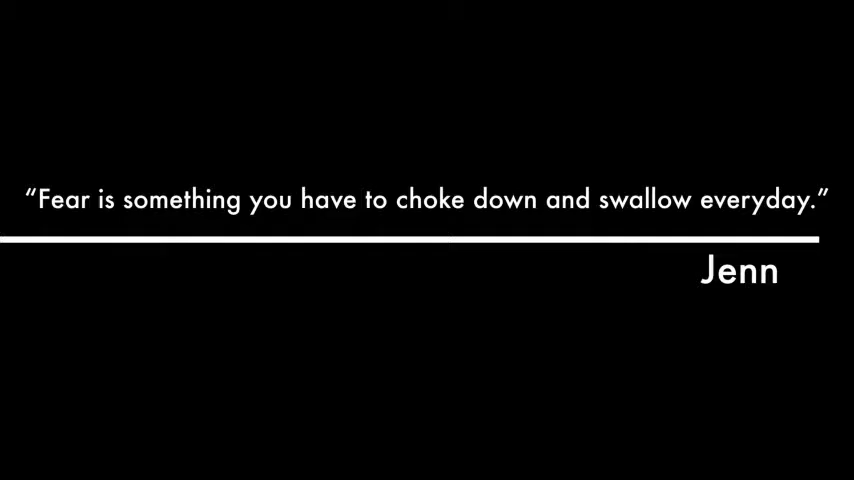 “Fear is something you have to choke down and swallow everyday.”
Jenn